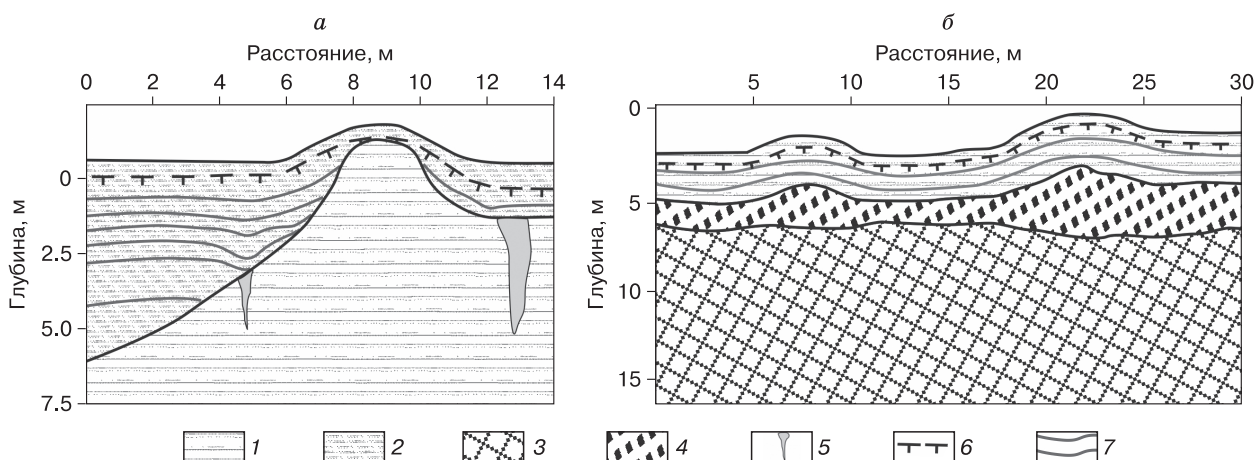 а
Расстояние, м
0 2 4 6 8 10 12 14
Глубина, м
0
2.5
5.0
7.5
б
Расстояние, м
5 10 15 20 25 30
Глубина, м
0
5
10
15
1 2 3 4 5 6 7